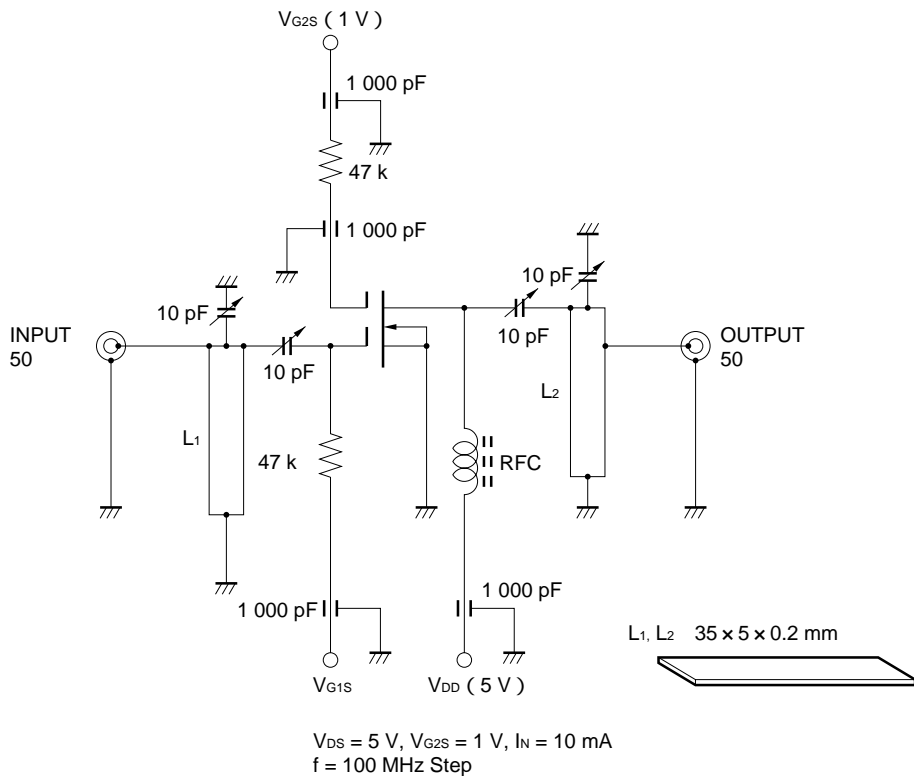 VG2S ( 1 V )
1 000 pF
47 k
1 000 pF
10 pF
10 pF
INPUT
50
10 pF
10 pF
OUTPUT
50
L1
L2
47 k
RFC
1 000 pF
1 000 pF
L1, L2 35 × 5 × 0.2 mm
VG1S
VDD ( 5 V )
VDS = 5 V, VG2S = 1 V, IN = 10 mA
f = 100 MHz Step